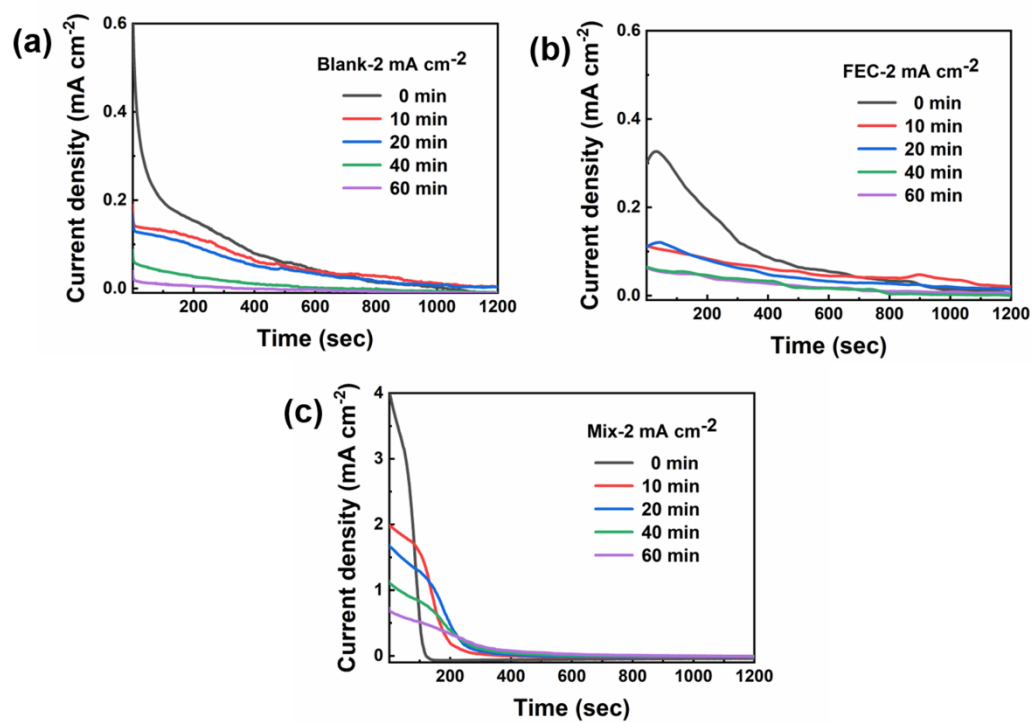 (a)
Current density (mA cm⁻²)
0.6
0.4
0.2
0.0
Blank-2 mA cm⁻²
0 min
10 min
20 min
40 min
60 min
200 400 600 800 1000 1200
Time (sec)
(b)
Current density (mA cm⁻²)
0.6
0.4
0.2
0.0
FEC-2 mA cm⁻²
0 min
10 min
20 min
40 min
60 min
200 400 600 800 1000 1200
Time (sec)
(c)
Current density (mA cm⁻²)
4
3
2
1
0
Mix-2 mA cm⁻²
0 min
10 min
20 min
40 min
60 min
200 400 600 800 1000 1200
Time (sec)